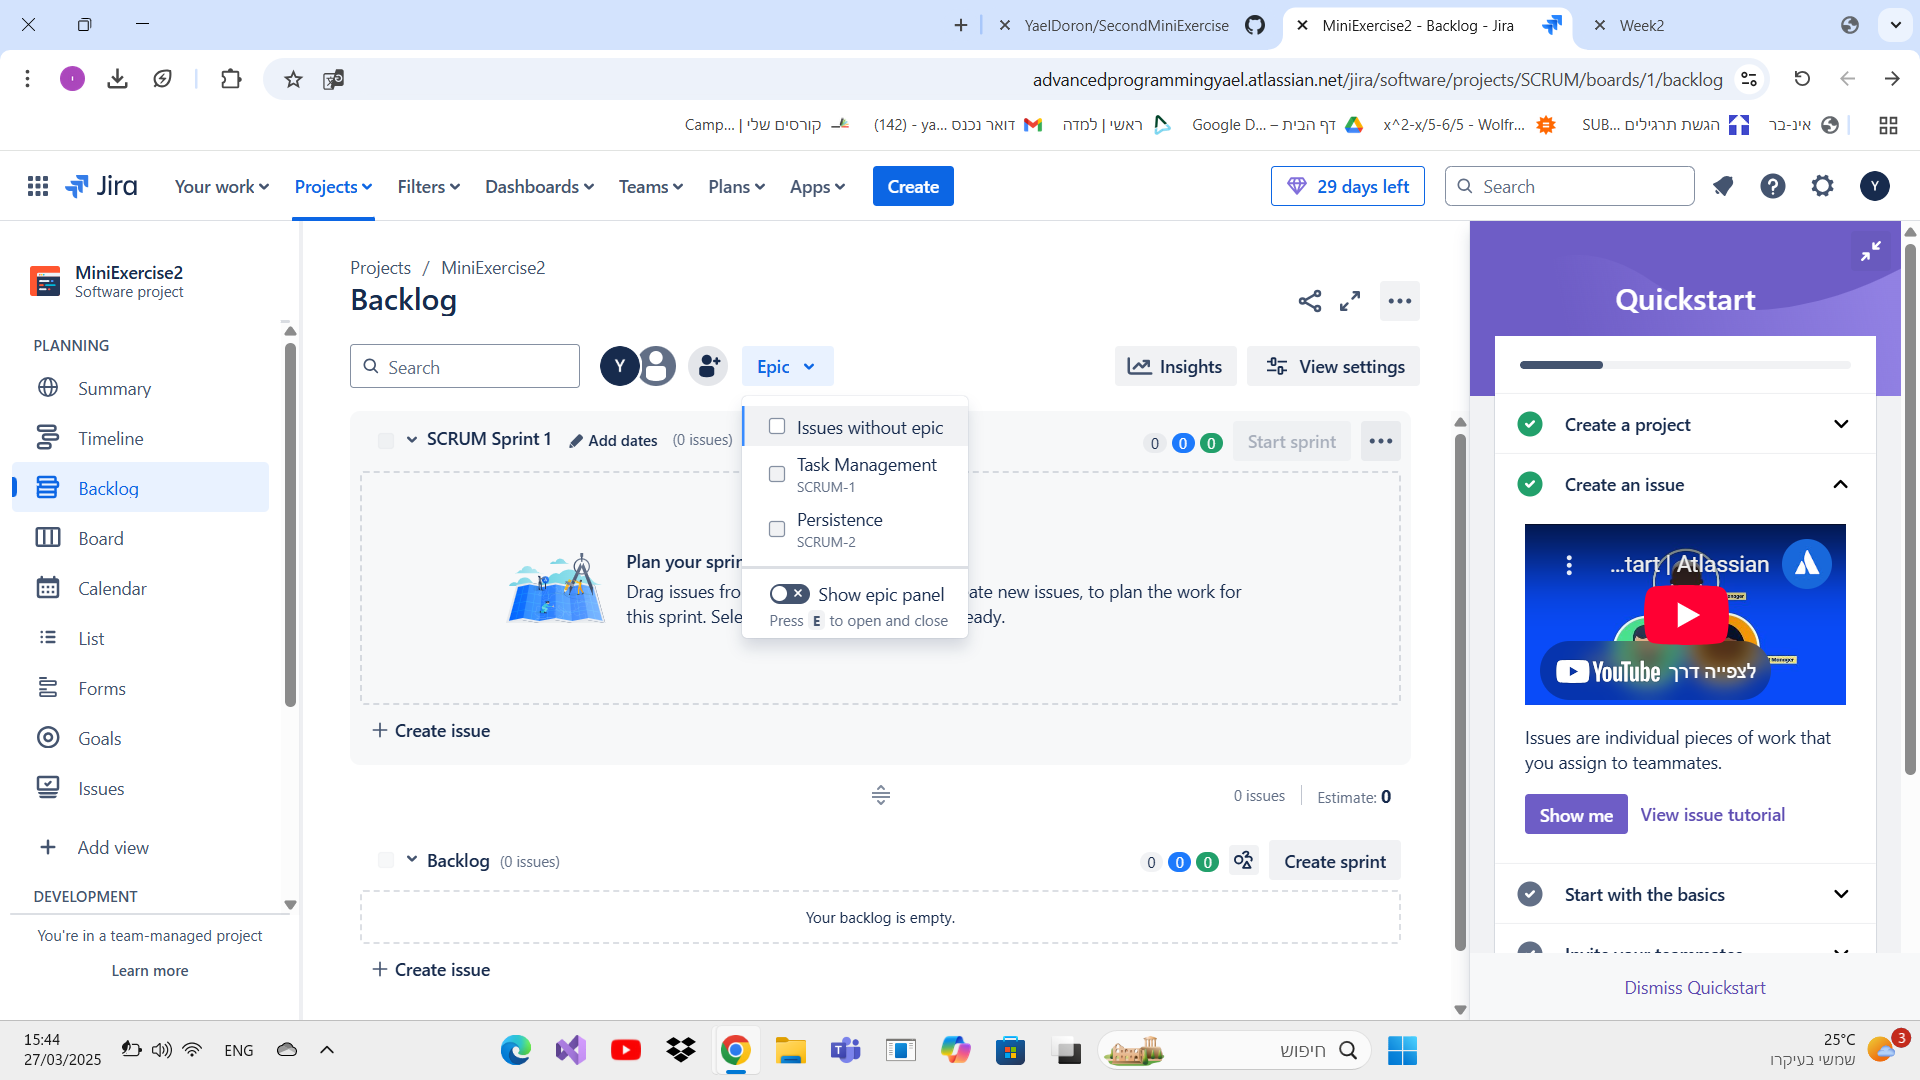 YaelDoron/SecondMiniExercise
MiniExercise2 - Backlog - Jira
Week2
advancedprogrammingyael.atlassian.net/jira/software/projects/SCRUM/boards/1/backlog
קורסים שלי | Camp...
דואר נכנס (142) - ya...
ראשי | למדה
דף הבית – Google D...
x^2-x/5-6/5 - Wolfr...
הגשת תרגילים SUB...
אינ-בר
Jira
Your work
Projects
Filters
Dashboards
Teams
Plans
Apps
Create
29 days left
Search
Y
MiniExercise2
Software project
PLANNING
Summary
Timeline
Backlog
Board
Calendar
List
Forms
Goals
Issues
Add view
DEVELOPMENT
You're in a team-managed project
Learn more
Projects / MiniExercise2
Backlog
Search
Y
Epic
Insights
View settings
SCRUM Sprint 1
Add dates
(0 issues)
0 0 0
Start sprint
Issues without epic
Task Management
SCRUM-1
Persistence
SCRUM-2
Show epic panel
Press E to open and close
Plan your sprin
Drag issues fro
ate new issues, to plan the work for
this sprint. Sele
eady.
Create issue
0 issues
Estimate: 0
Backlog (0 issues)
0 0 0
Create sprint
Your backlog is empty.
Create issue
Quickstart
Create a project
Create an issue
...tart | Atlassian
Manager
לצפייה דרך YouTube
Issues are individual pieces of work that
you assign to teammates.
Show me
View issue tutorial
Start with the basics
Invite your teammates
Dismiss Quickstart
15:44
27/03/2025
ENG
חיפוש
25°C
שמשי בעיקרו
3